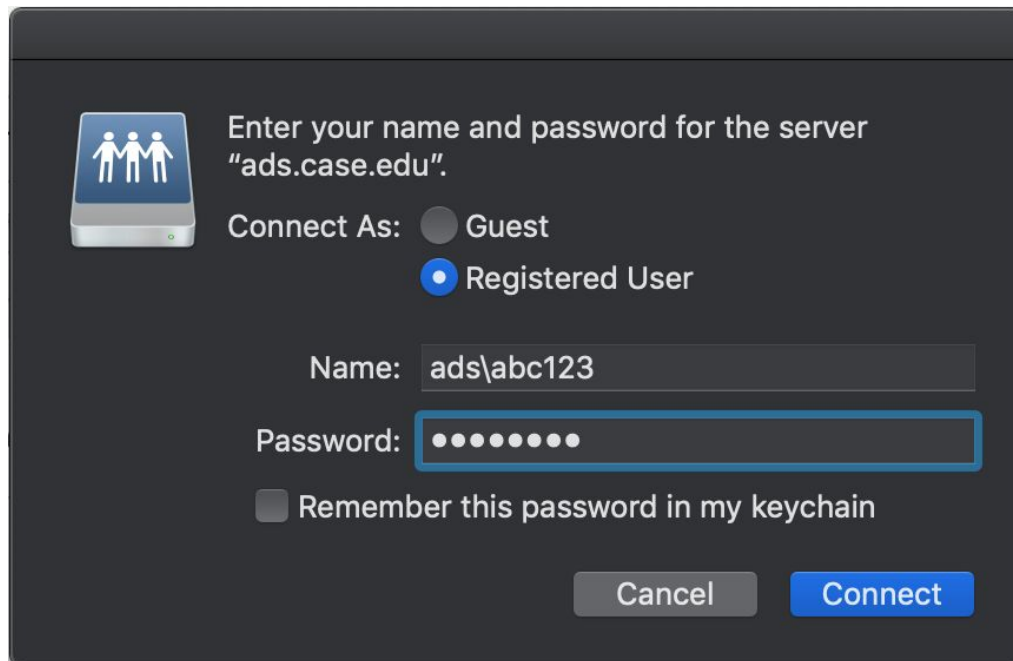 Enter your name and password for the server
“ads.case.edu”.
Connect As: Guest
Registered User
Name: ads\abc123
Password: ••••••••
Remember this password in my keychain
Cancel Connect